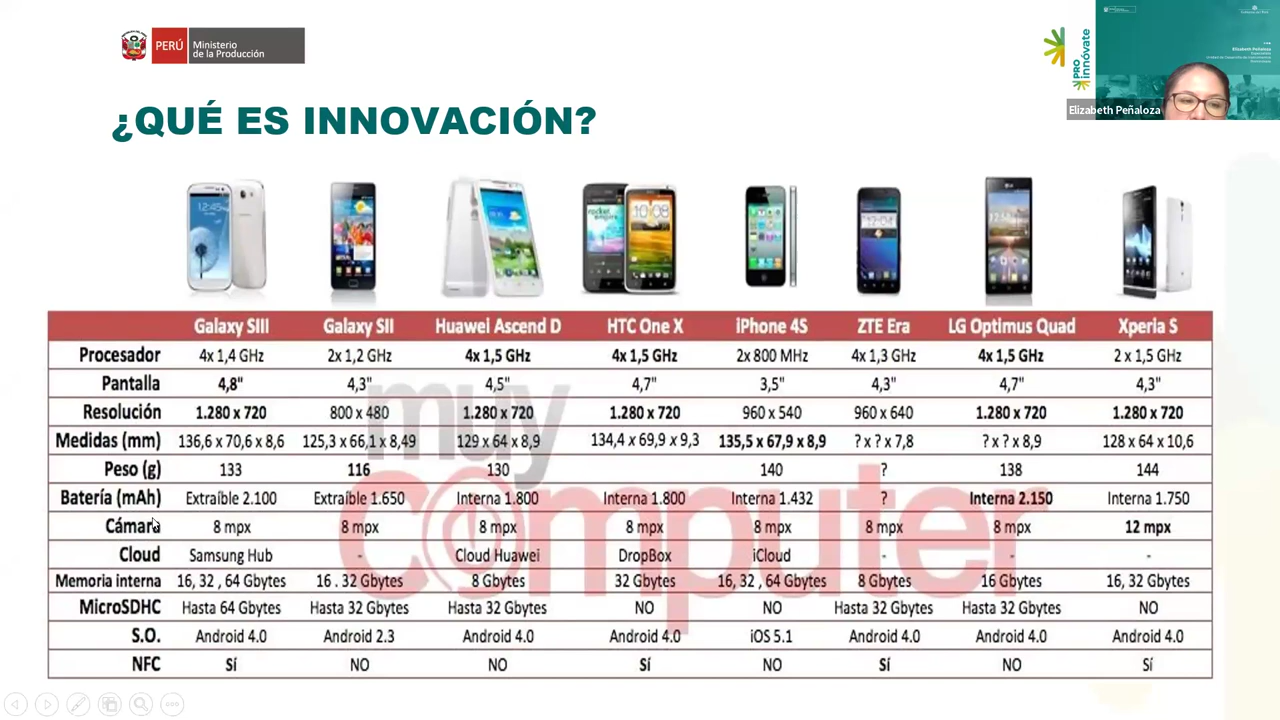 PERÚ
Ministerio
de la Producción
PRO
innóvate
Elizabeth Peñaloza
Elizabeth Peñaloza
¿QUÉ ES INNOVACIÓN?
Galaxy SIII Galaxy SII Huawei Ascend D HTC One X iPhone 4S ZTE Era LG Optimus Quad Xperia S
Procesador 4x 1,4 GHz 2x 1,2 GHz 4x 1,5 GHz 4x 1,5 GHz 2x 800 MHz 4x 1,3 GHz 4x 1,5 GHz 2 x 1,5 GHz
Pantalla 4,8" 4,3" 4,5" 4,7" 3,5" 4,3" 4,7" 4,3"
Resolución 1.280 x 720 800 x 480 1.280 x 720 1.280 x 720 960 x 540 960 x 640 1.280 x 720 1.280 x 720
Medidas (mm) 136,6 x 70,6 x 8,6 125,3 x 66,1 x 8,49 129 x 64 x 8,9 134,4 x 69,9 x 9,3 135,5 x 67,9 x 8,9 ? x ? x 7,8 ? x ? x 8,9 128 x 64 x 10,6
Peso (g) 133 116 130 140 ? 138 144
Batería (mAh) Extraíble 2.100 Extraíble 1.650 Interna 1.800 Interna 1.800 Interna 1.432 ? Interna 2.150 Interna 1.750
Cámara 8 mpx 8 mpx 8 mpx 8 mpx 8 mpx 8 mpx 8 mpx 12 mpx
Cloud Samsung Hub - Cloud Huawei DropBox iCloud - - -
Memoria interna 16, 32 , 64 Gbytes 16 . 32 Gbytes 8 Gbytes 32 Gbytes 16, 32 , 64 Gbytes 8 Gbytes 16 Gbytes 16, 32 Gbytes
MicroSDHC Hasta 64 Gbytes Hasta 32 Gbytes Hasta 32 Gbytes NO NO Hasta 32 Gbytes Hasta 32 Gbytes NO
S.O. Android 4.0 Android 2.3 Android 4.0 Android 4.0 iOS 5.1 Android 4.0 Android 4.0 Android 4.0
NFC Sí NO NO Sí NO Sí NO Sí
muy
computer